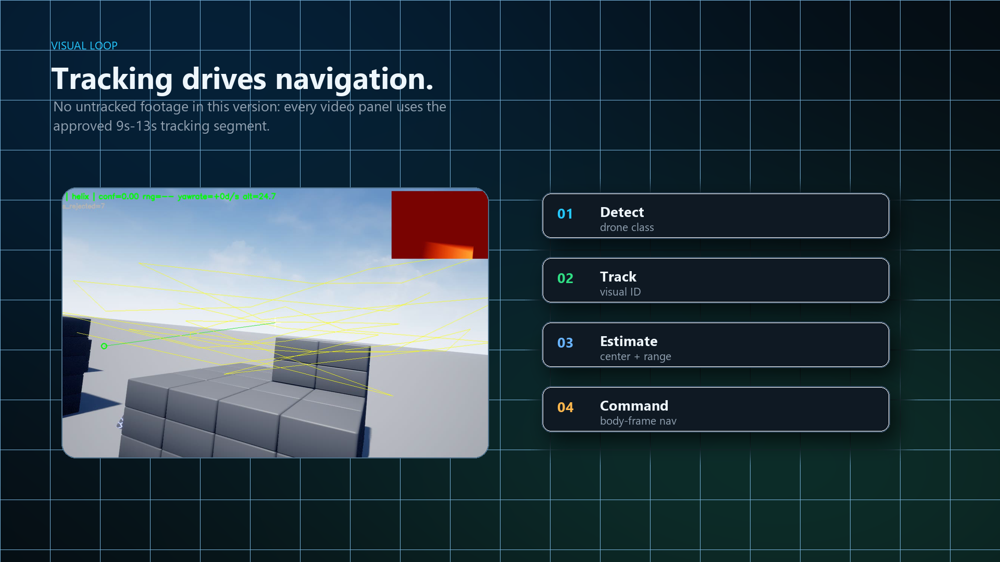 VISUAL LOOP
Tracking drives navigation.
No untracked footage in this version: every video panel uses the
approved 9s-13s tracking segment.
| helix | conf=0.00 rng=--- yawrate=+0d/s alt=24.7
s_rejected=7
01
Detect
drone class
02
Track
visual ID
03
Estimate
center + range
04
Command
body-frame nav